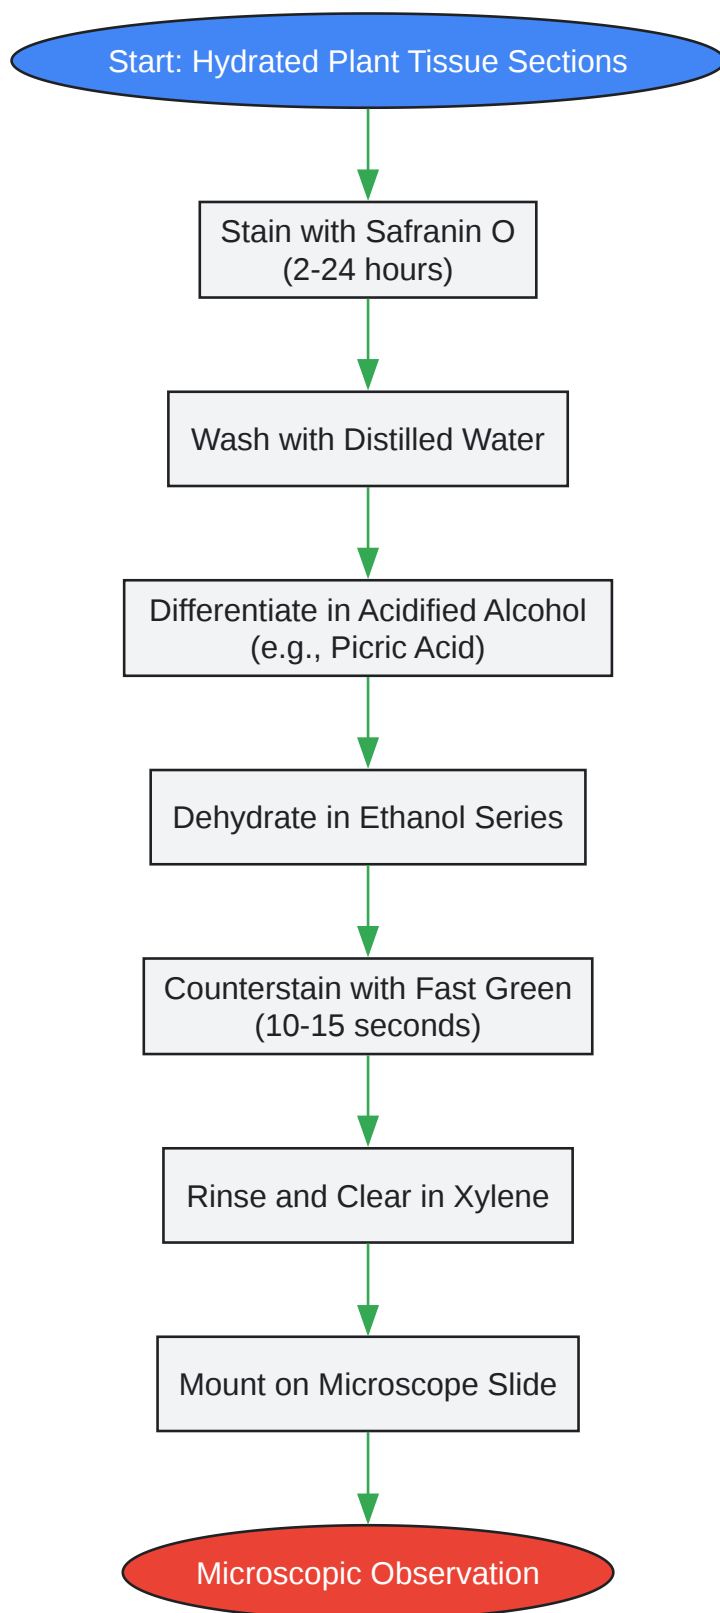 Start: Hydrated Plant Tissue Sections
Stain with Safranin O
(2-24 hours)
Wash with Distilled Water
Differentiate in Acidified Alcohol
(e.g., Picric Acid)
Dehydrate in Ethanol Series
Counterstain with Fast Green
(10-15 seconds)
Rinse and Clear in Xylene
Mount on Microscope Slide
Microscopic Observation